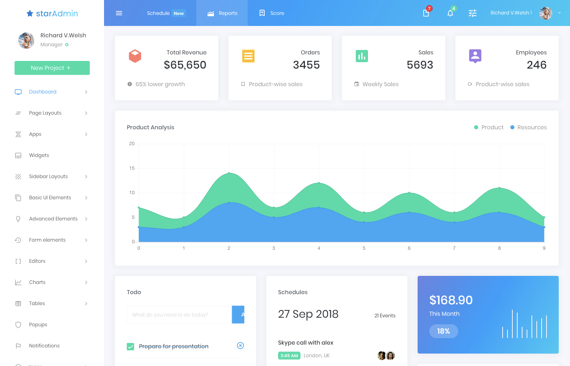 starAdmin
Schedule New
Reports
Score
7
4
Richard V.Welsh !
Richard V.Welsh
Manager
New Project +
Dashboard
Page Layouts
Apps
Widgets
Sidebar Layouts
Basic UI Elements
Advanced Elements
Form elements
Editors
Charts
Tables
Popups
Notifications
Total Revenue
$65,650
65% lower growth
Orders
3455
Product-wise sales
Sales
5693
Weekly Sales
Employees
246
Product-wise sales
Product Analysis
Product
Resources
20
15
10
5
0
0 1 2 3 4 5 6 7 8 9
Todo
What do you need to do today?
A
Prepare for presentation
Schedules
27 Sep 2018
21 Events
Skype call with alex
5:45 AM London, UK
$168.90
This Month
18%